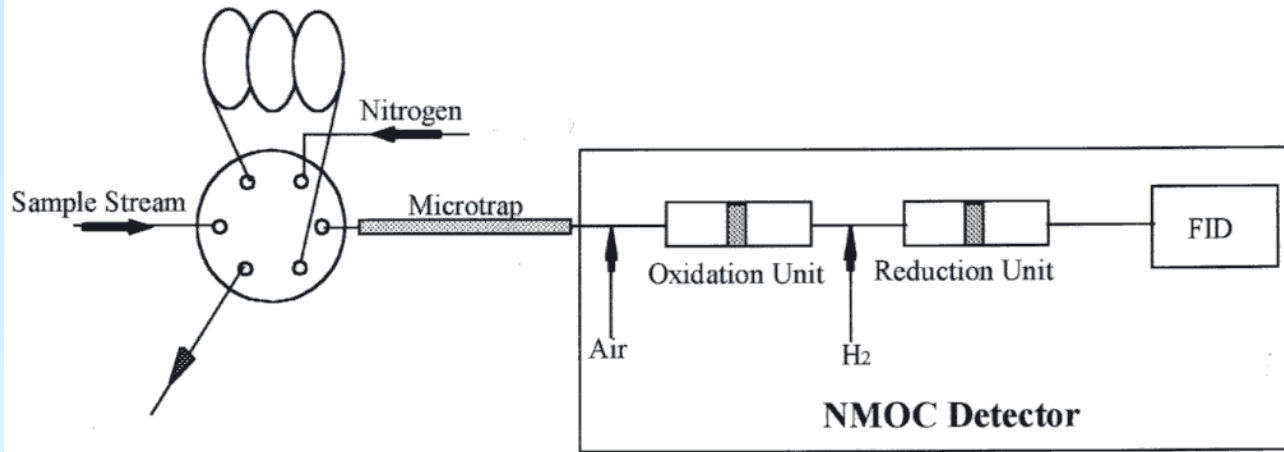 Nitrogen
Sample Stream
Microtrap
FID
Oxidation Unit
Reduction Unit
Air
H2
NMOC Detector